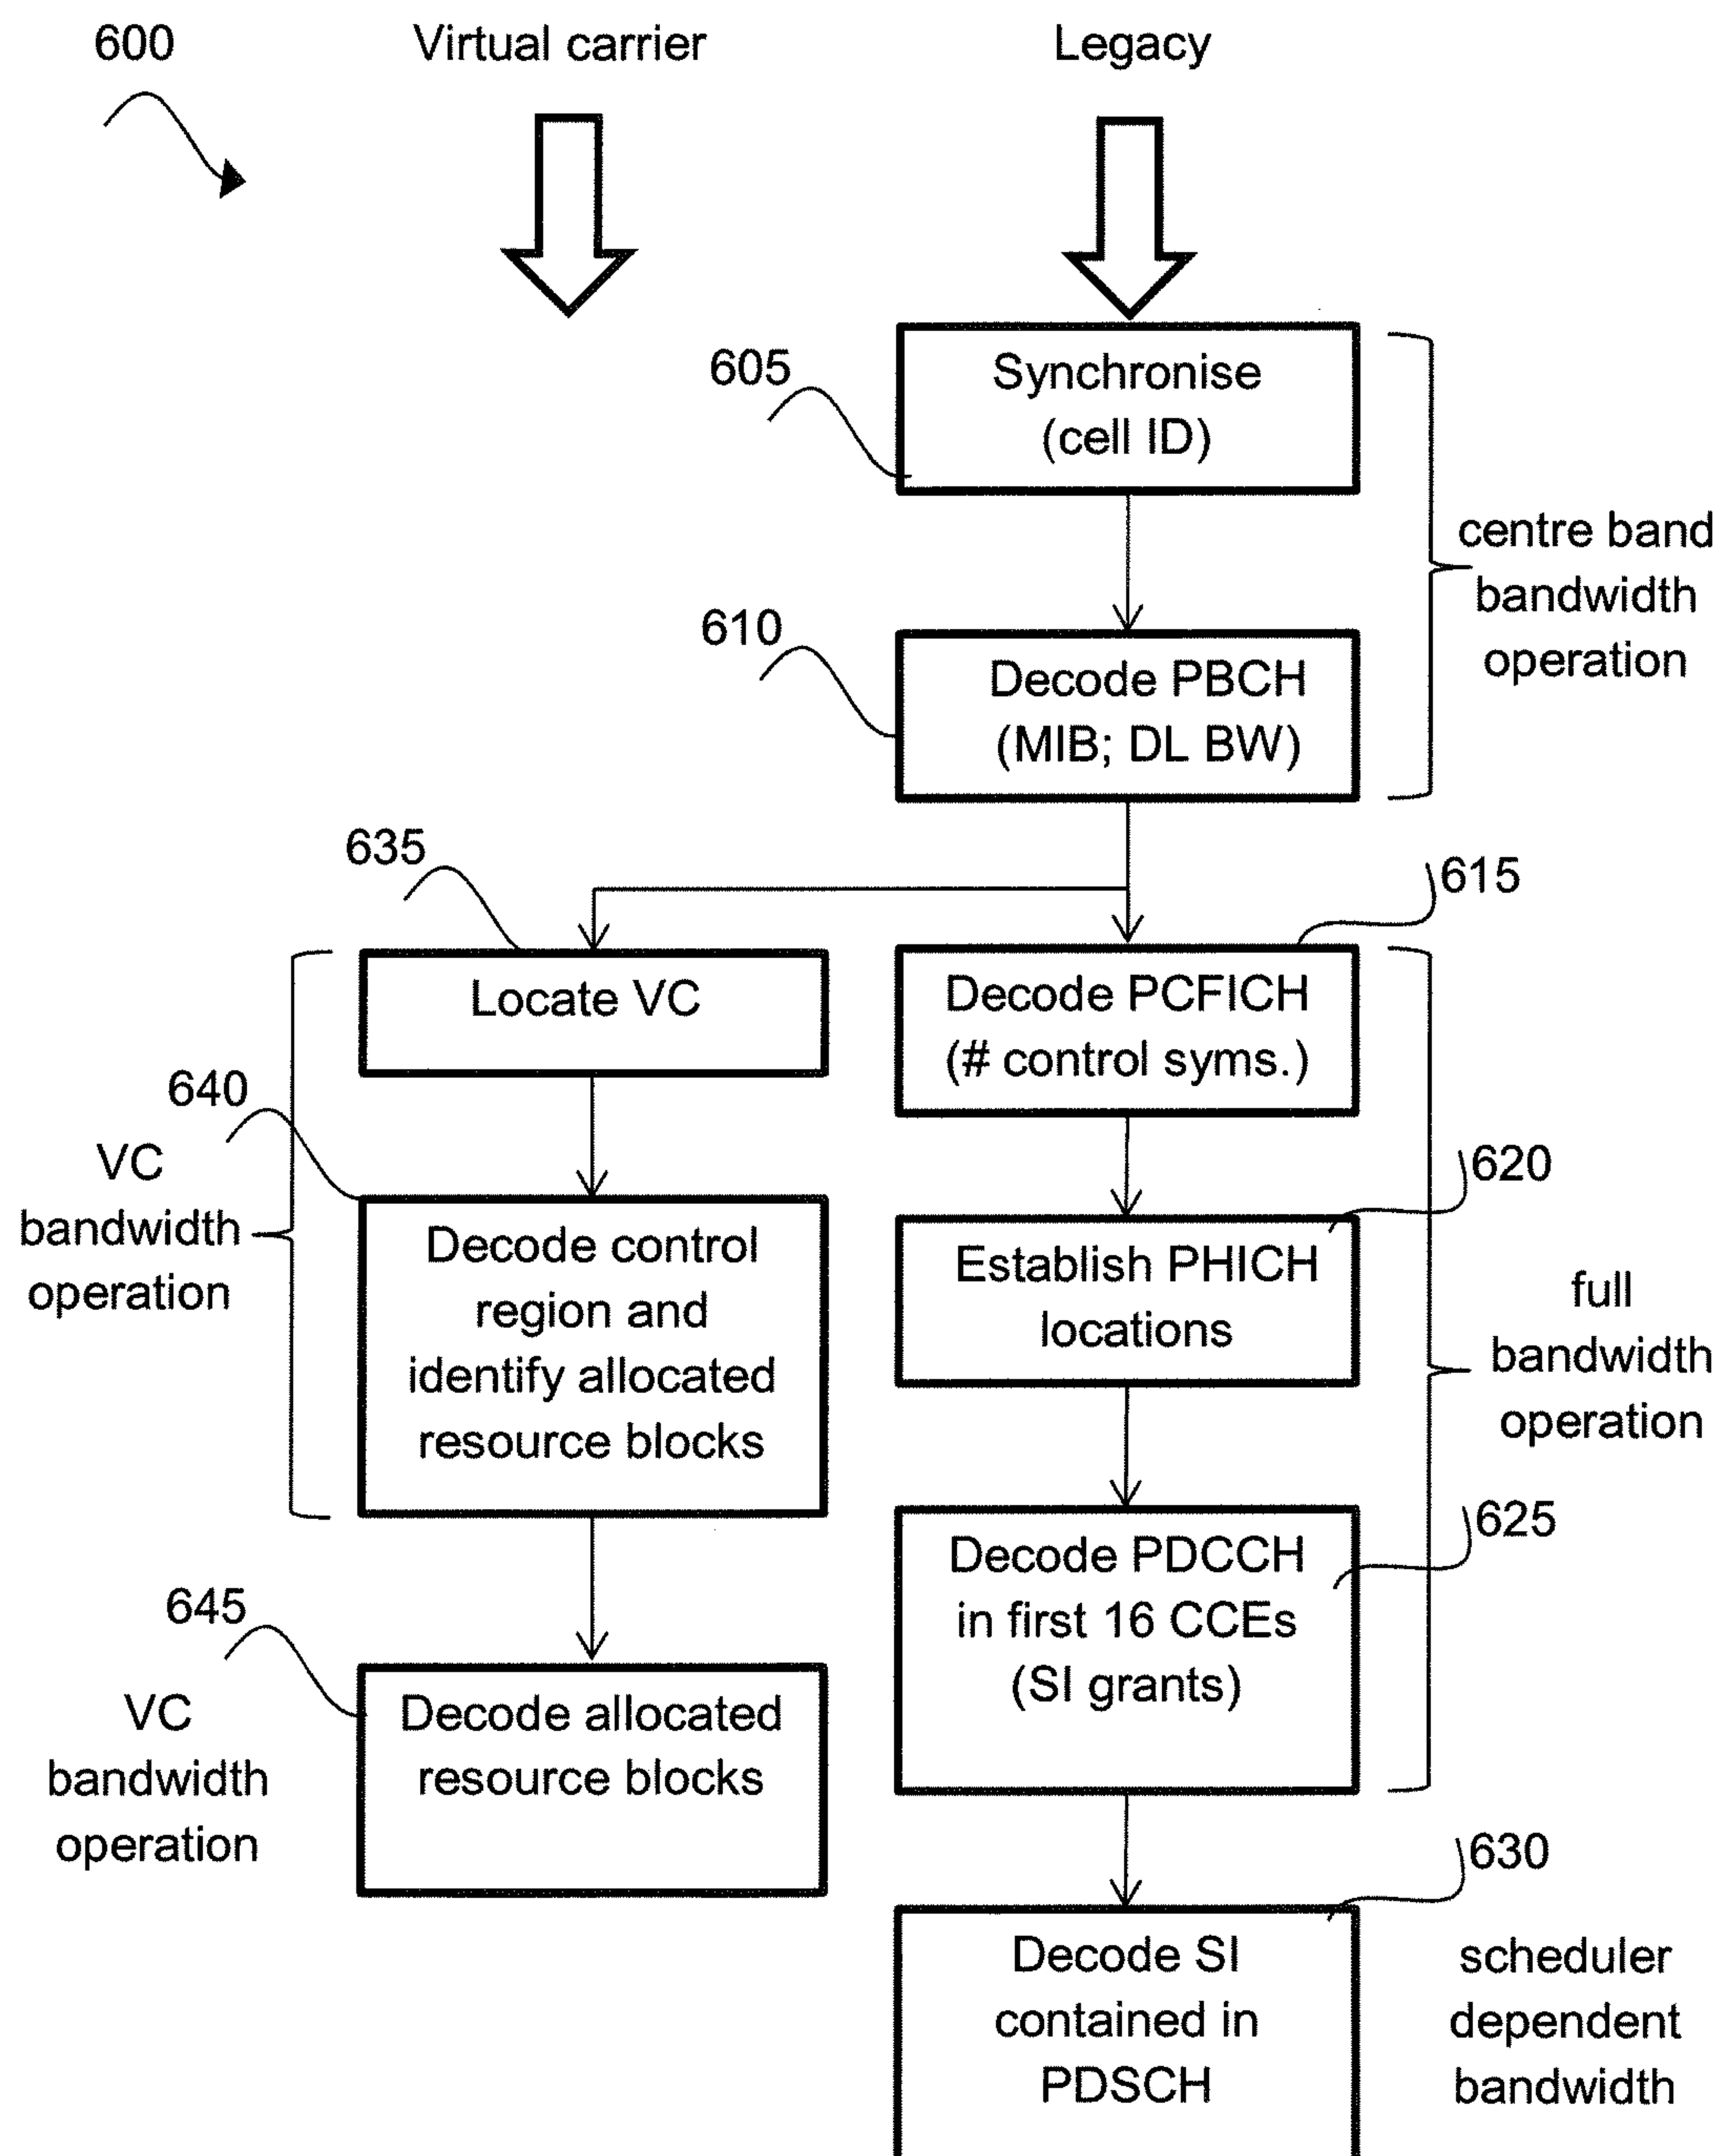 600
Virtual carrier
Legacy
605
Synchronise
(cell ID)
centre band
bandwidth
operation
610
Decode PBCH
(MIB; DL BW)
635
615
Locate VC
Decode PCFICH
(# control syms.)
640
VC
bandwidth
operation
620
Decode control
region and
identify allocated
resource blocks
Establish PHICH
locations
full
bandwidth
operation
625
Decode PDCCH
in first 16 CCEs
(SI grants)
645
VC
bandwidth
operation
Decode allocated
resource blocks
630
Decode SI
contained in
PDSCH
scheduler
dependent
bandwidth